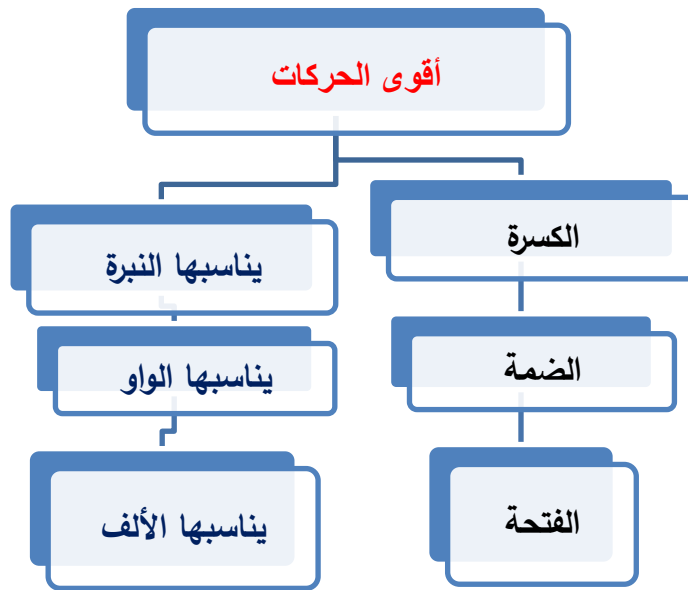 أقوى الحركات
الكسرة
يناسبها النبرة
الضمة
يناسبها الواو
الفتحة
يناسبها الألف